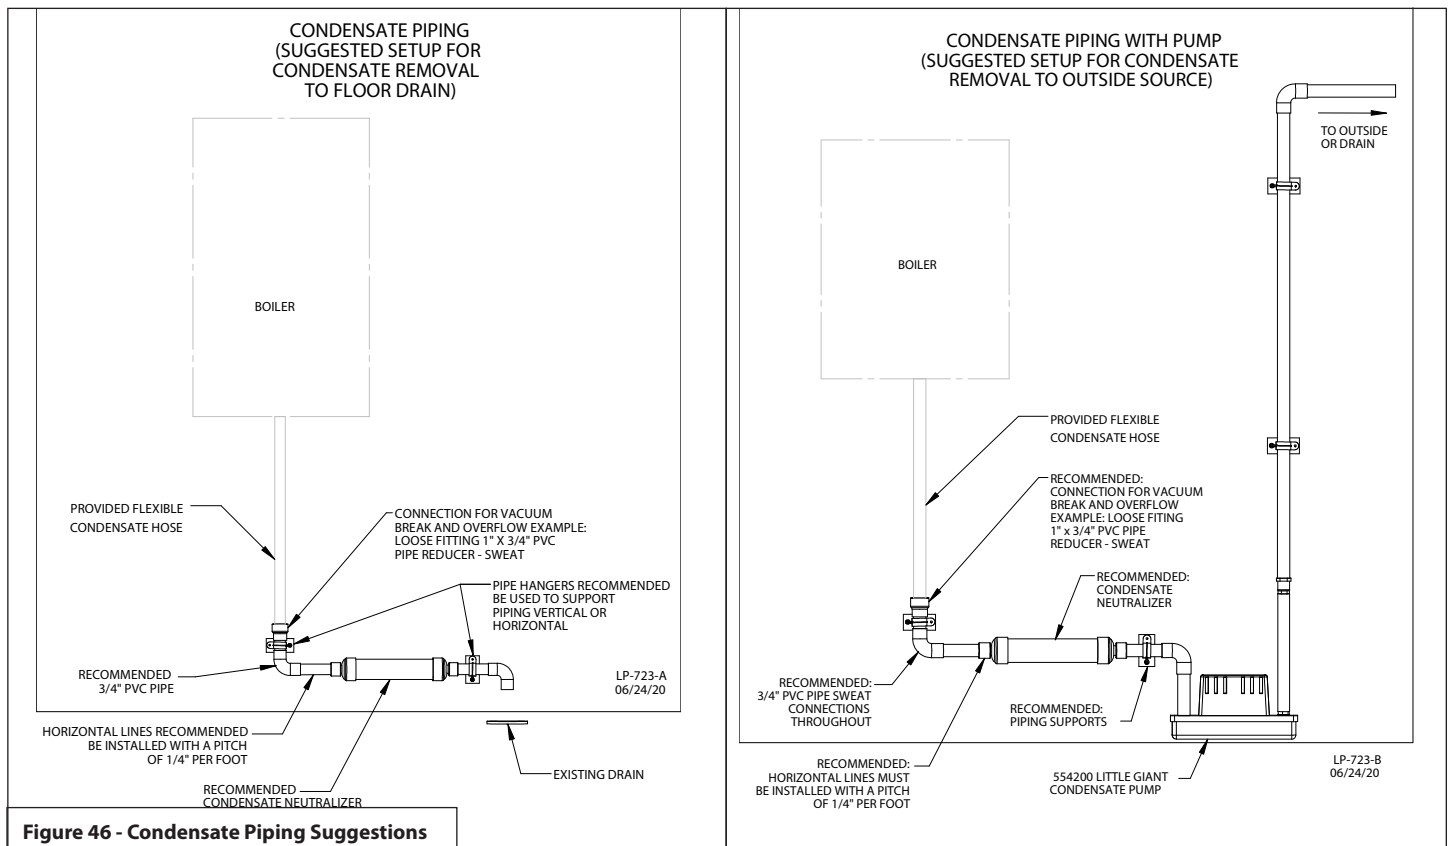 CONDENSATE PIPING
(SUGGESTED SETUP FOR
CONDENSATE REMOVAL
TO FLOOR DRAIN)
BOILER
PROVIDED FLEXIBLE
CONDENSATE HOSE
CONNECTION FOR VACUUM
BREAK AND OVERFLOW EXAMPLE:
LOOSE FITTING 1" X 3/4" PVC
PIPE REDUCER - SWEAT
PIPE HANGERS RECOMMENDED
BE USED TO SUPPORT
PIPING VERTICAL OR
HORIZONTAL
RECOMMENDED
3/4" PVC PIPE
LP-723-A
06/24/20
HORIZONTAL LINES RECOMMENDED
BE INSTALLED WITH A PITCH
OF 1/4" PER FOOT
EXISTING DRAIN
RECOMMENDED
CONDENSATE NEUTRALIZER
CONDENSATE PIPING WITH PUMP
(SUGGESTED SETUP FOR CONDENSATE
REMOVAL TO OUTSIDE SOURCE)
TO OUTSIDE
OR DRAIN
BOILER
PROVIDED FLEXIBLE
CONDENSATE HOSE
RECOMMENDED:
CONNECTION FOR VACUUM
BREAK AND OVERFLOW
EXAMPLE: LOOSE FITING
1" x 3/4" PVC PIPE
REDUCER - SWEAT
RECOMMENDED:
CONDENSATE
NEUTRALIZER
RECOMMENDED:
3/4" PVC PIPE SWEAT
CONNECTIONS
THROUGHOUT
RECOMMENDED:
PIPING SUPPORTS
RECOMMENDED:
HORIZONTAL LINES MUST
BE INSTALLED WITH A PITCH
OF 1/4" PER FOOT
554200 LITTLE GIANT
CONDENSATE PUMP
LP-723-B
06/24/20
Figure 46 - Condensate Piping Suggestions